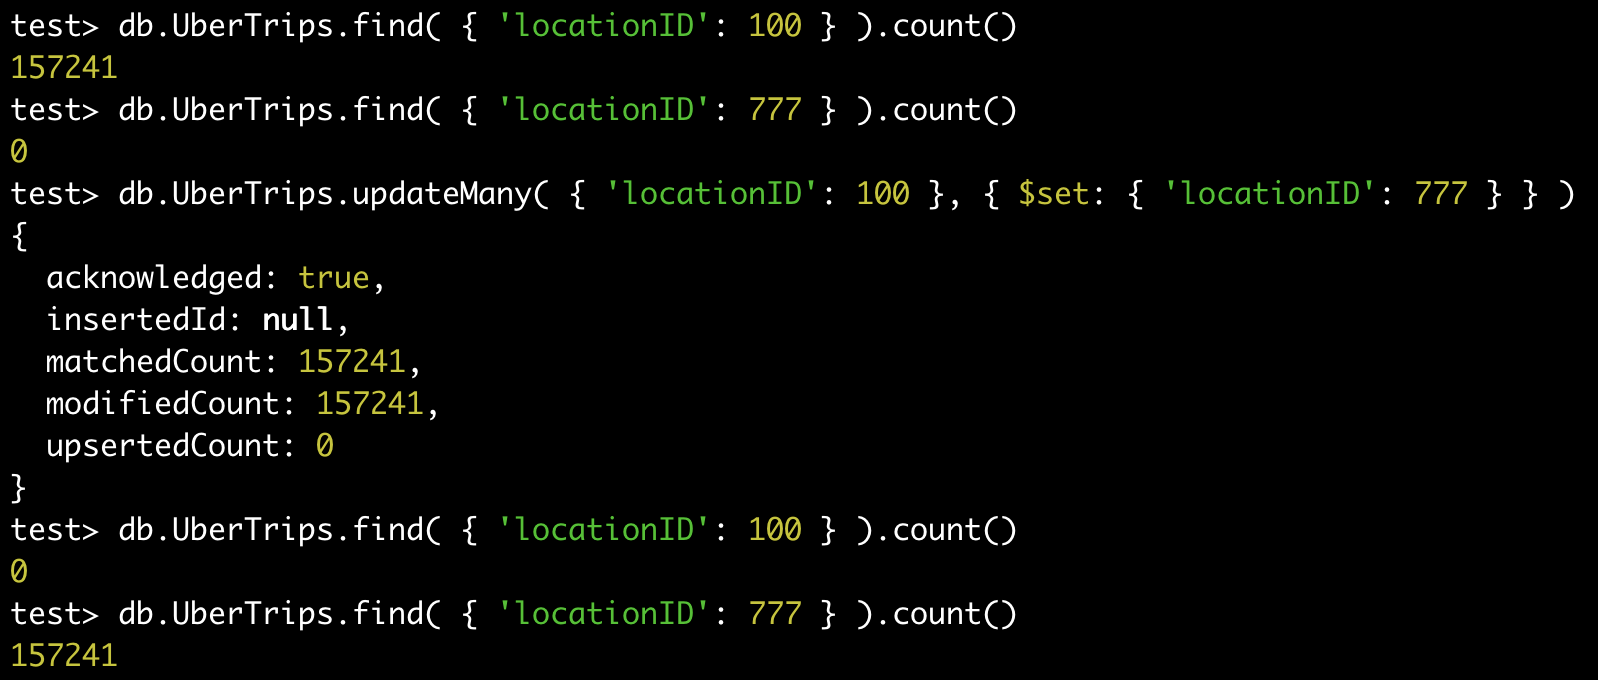 test> db.UberTrips.find( { 'locationID': 100 } ).count()
157241
test> db.UberTrips.find( { 'locationID': 777 } ).count()
0
test> db.UberTrips.updateMany( { 'locationID': 100 }, { $set: { 'locationID': 777 } } )
{
  acknowledged: true,
  insertedId: null,
  matchedCount: 157241,
  modifiedCount: 157241,
  upsertedCount: 0
}
test> db.UberTrips.find( { 'locationID': 100 } ).count()
0
test> db.UberTrips.find( { 'locationID': 777 } ).count()
157241